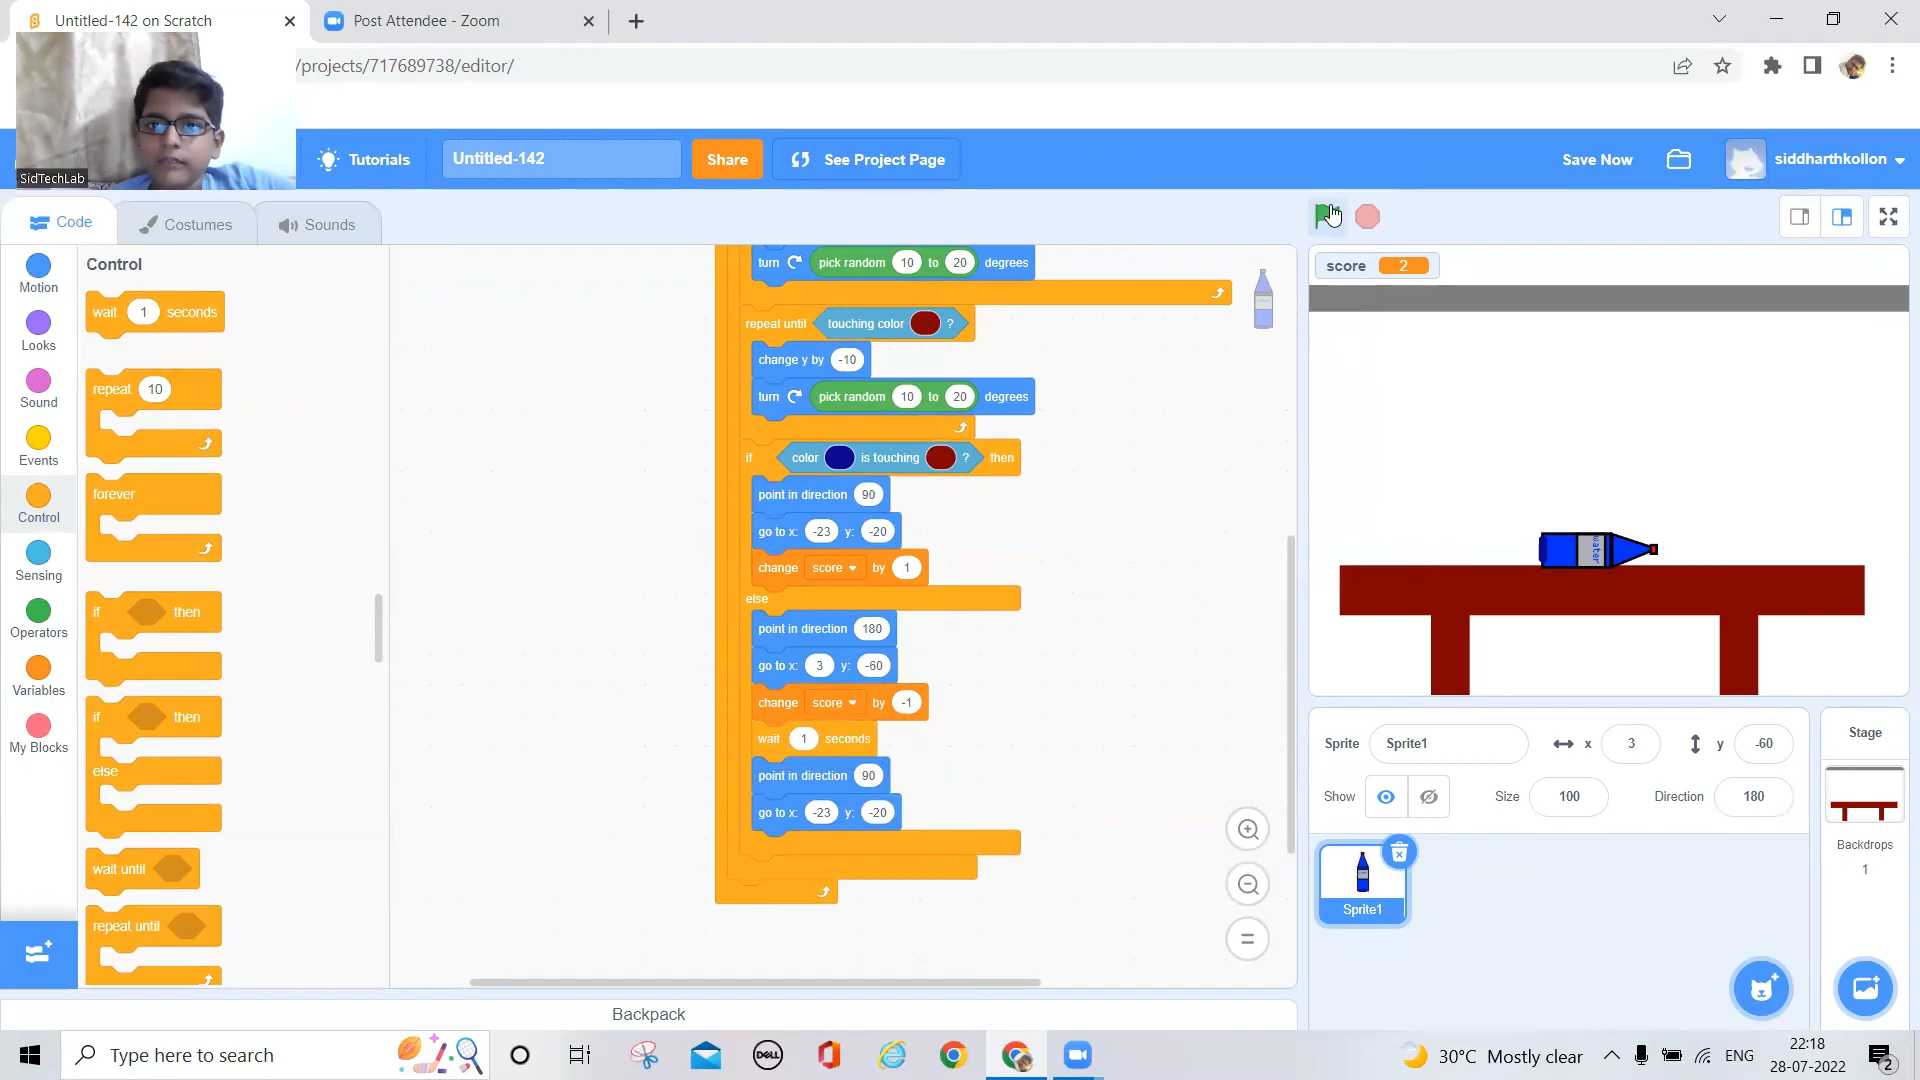 Untitled-142 on Scratch
Post Attendee - Zoom
/projects/717689738/editor/
SidTechLab
Tutorials
Untitled-142
Share
See Project Page
Save Now
siddharthkollon
Code
Costumes
Sounds
Motion
Looks
Sound
Events
Control
Sensing
Operators
Variables
My Blocks
Control
wait 1 seconds
repeat 10
forever
if then
if then
else
wait until
repeat until
turn pick random 10 to 20 degrees
repeat until touching color ?
change y by -10
turn pick random 10 to 20 degrees
if color is touching ? then
point in direction 90
go to x: -23 y: -20
change score by 1
else
point in direction 180
go to x: 3 y: -60
change score by -1
wait 1 seconds
point in direction 90
go to x: -23 y: -20
Backpack
score 2
water
Sprite Sprite1 x 3 y -60
Show Size 100 Direction 180
Sprite1
Stage
Backdrops
1
Type here to search
DELL
30°C Mostly clear
ENG
22:18
28-07-2022
2